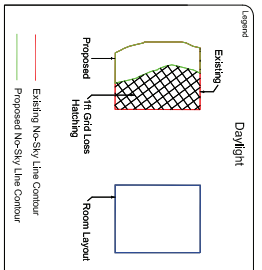 Legend
Daylight
Existing
Proposed
1ft Grid Loss
Hatching
Room Layout
Existing No-Sky Line Contour
Proposed No-Sky Line Contour